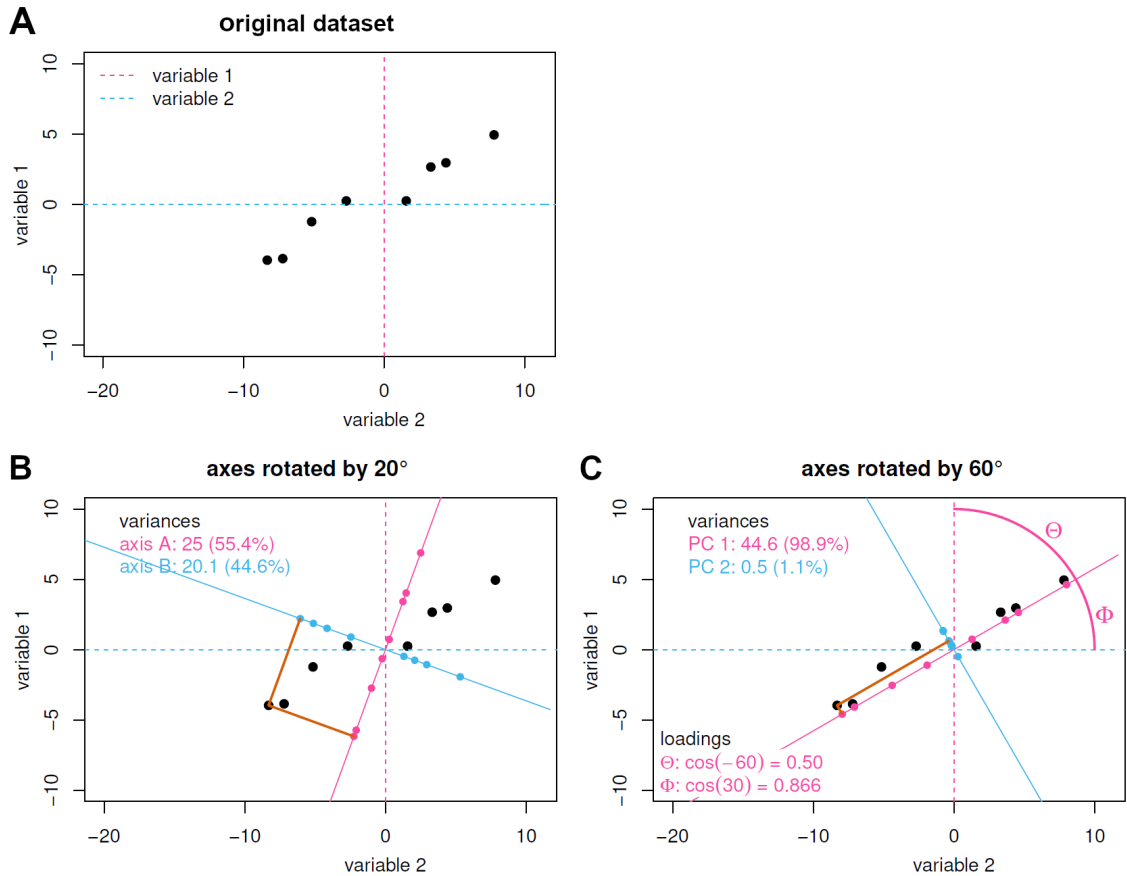 A
original dataset
variable 1
variable 2
10
5
0
−5
−10
variable 1
−20
−10
0
10
variable 2
B
axes rotated by 20°
variances
axis A: 25 (55.4%)
axis B: 20.1 (44.6%)
10
5
0
−5
−10
variable 1
−20
−10
0
10
variable 2
C
axes rotated by 60°
variances
PC 1: 44.6 (98.9%)
PC 2: 0.5 (1.1%)
Θ
Φ
loadings
Θ: cos(−60) = 0.50
Φ: cos(30) = 0.866
10
5
0
−5
−10
variable 1
−20
−10
0
10
variable 2